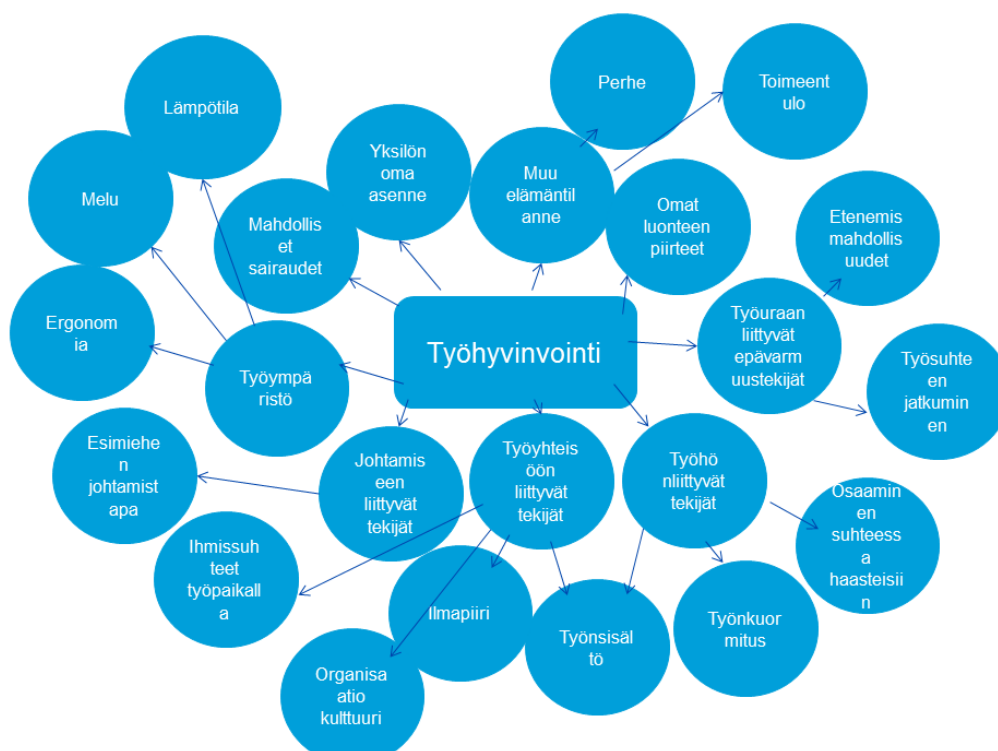 Lämpötila
Perhe
Toimeent
ulo
Yksilön
oma
asenne
Muu
elämäntil
anne
Melu
Mahdollis
et
sairaudet
Omat
luonteen
piirteet
Etenemis
mahdollis
uudet
Ergonom
ia
Työympä
ristö
Työhyvinvointi
Työuraan
liittyvät
epävarm
uustekijät
Työsuhte
en
jatkumin
en
Esimiehe
n
johtamist
apa
Johtamis
een
liittyvät
tekijät
Työyhteis
öön
liittyvät
tekijät
Työhö
nliittyvät
tekijät
Osaamin
en
suhteess
a
haasteisii
n
Ihmissuh
teet
työpaikall
a
Ilmapiiri
Työnsisäl
tö
Työnkuor
mitus
Organisa
atio
kulttuuri